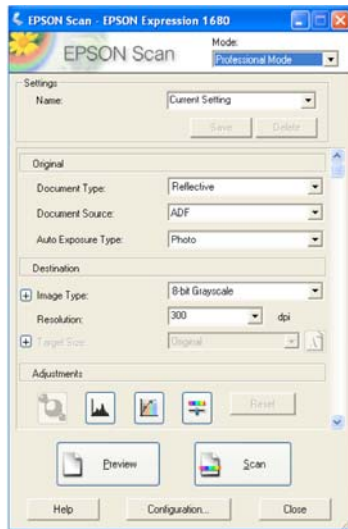 EPSON Scan - EPSON Expression 1680
EPSON Scan
Mode:
Professional Mode
Settings
Name: Current Setting
Save Delete
Original
Document Type: Reflective
Document Source: ADF
Auto Exposure Type: Photo
Destination
Image Type: 8-bit Grayscale
Resolution: 300 dpi
Target Size: Original
Adjustments
Reset
Preview Scan
Help Configuration... Close